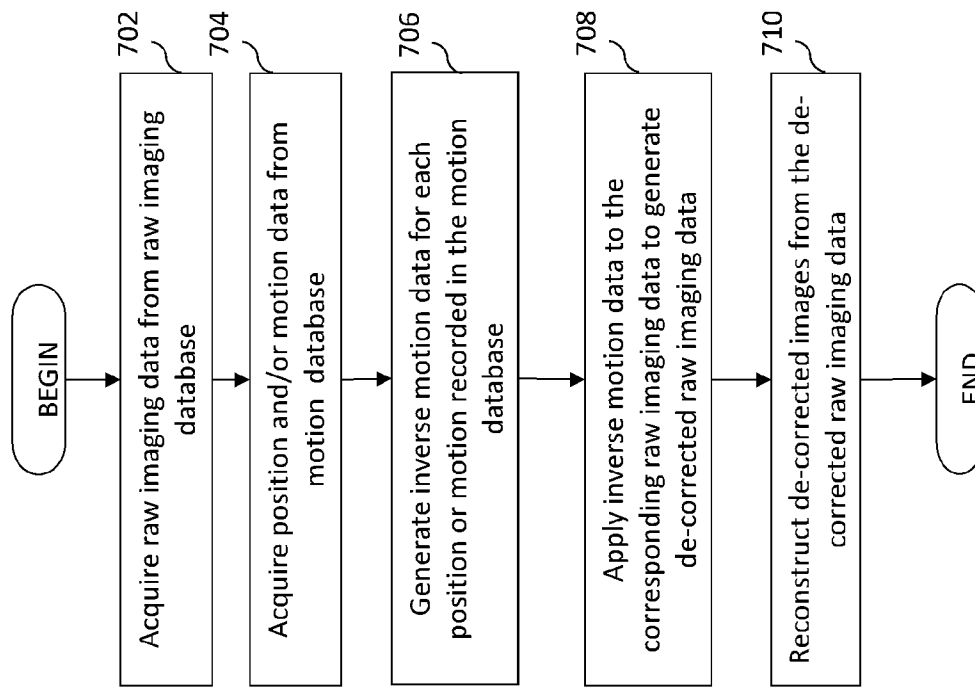 BEGIN
702
Acquire raw imaging data from raw imaging
database
704
Acquire position and/or motion data from
motion database
706
Generate inverse motion data for each
position or motion recorded in the motion
database
708
Apply inverse motion data to the
corresponding raw imaging data to generate
de-corrected raw imaging data
710
Reconstruct de-corrected images from the de-
corrected raw imaging data
END